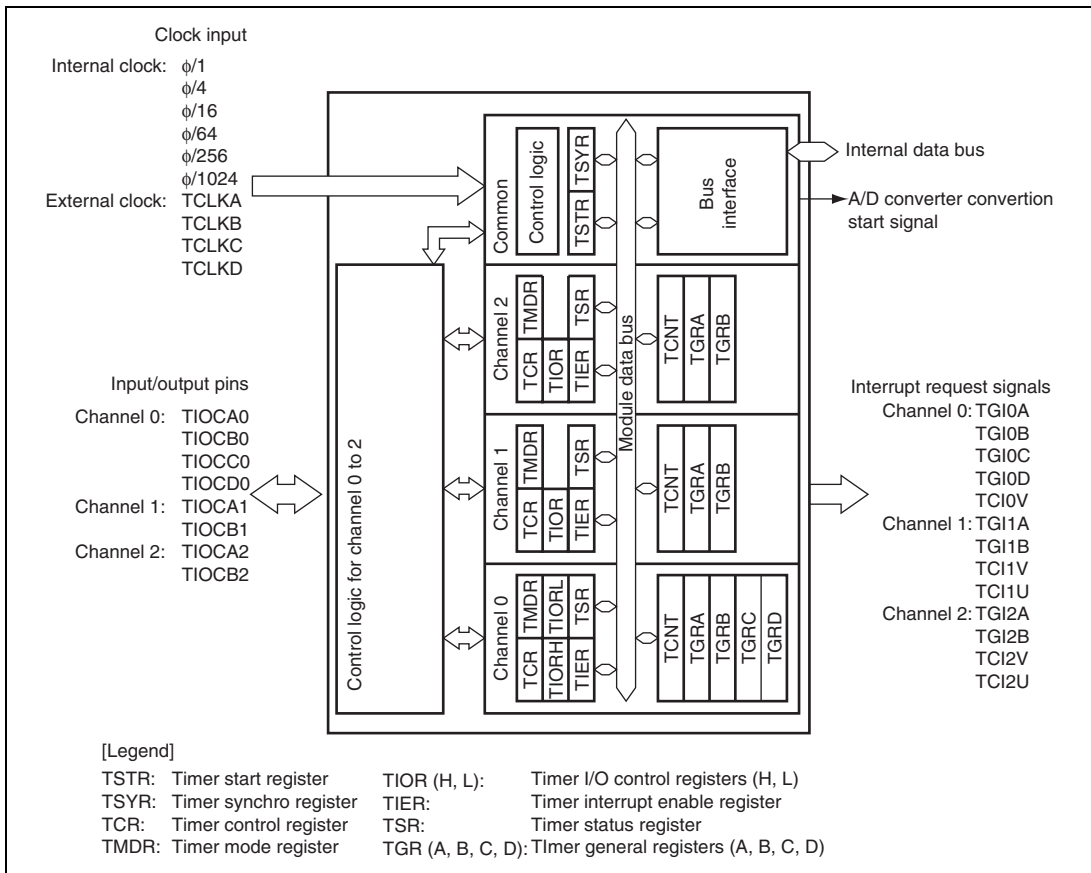 Clock input
Internal clock: ϕ/1
ϕ/4
ϕ/16
ϕ/64
ϕ/256
ϕ/1024
External clock: TCLKA
TCLKB
TCLKC
TCLKD
Input/output pins
Channel 0: TIOCA0
TIOCB0
TIOCC0
TIOCD0
Channel 1: TIOCA1
TIOCB1
Channel 2: TIOCA2
TIOCB2
Control logic for channel 0 to 2
Common
Control logic
TSTR TSYR
Bus
interface
Channel 2
TCR TMDR
TIOR
TIER TSR
TCNT
TGRA
TGRB
Channel 1
TCR TMDR
TIOR
TIER TSR
TCNT
TGRA
TGRB
Channel 0
TCR TMDR
TIORH TIORL
TIER TSR
TCNT
TGRA
TGRB
TGRC
TGRD
Module data bus
Internal data bus
A/D converter convertion
start signal
Interrupt request signals
Channel 0: TGI0A
TGI0B
TGI0C
TGI0D
TCI0V
Channel 1: TGI1A
TGI1B
TCI1V
TCI1U
Channel 2: TGI2A
TGI2B
TCI2V
TCI2U
[Legend]
TSTR: Timer start register
TSYR: Timer synchro register
TCR: Timer control register
TMDR: Timer mode register
TIOR (H, L): Timer I/O control registers (H, L)
TIER: Timer interrupt enable register
TSR: Timer status register
TGR (A, B, C, D): TImer general registers (A, B, C, D)